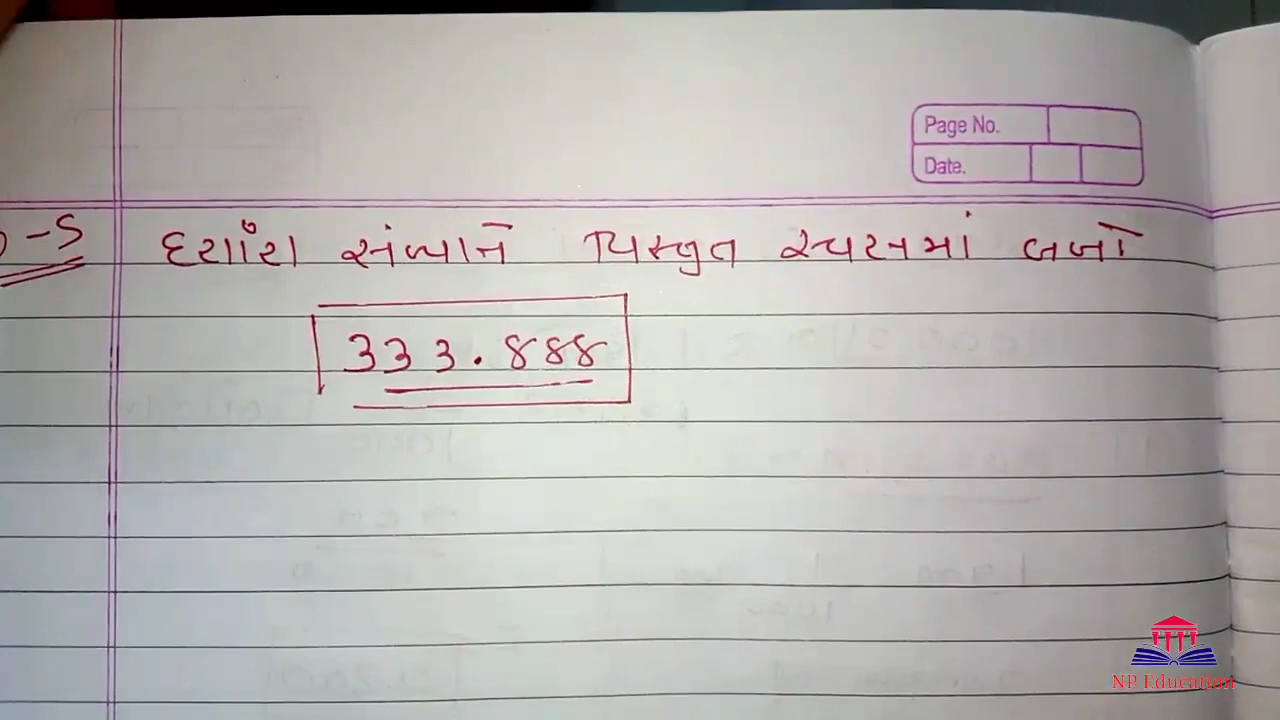 Page No.
Date.
-5 દશાંશ સંખ્યાને વિસ્તૃત સ્વરૂપમાં લખો
333.888
NP Education